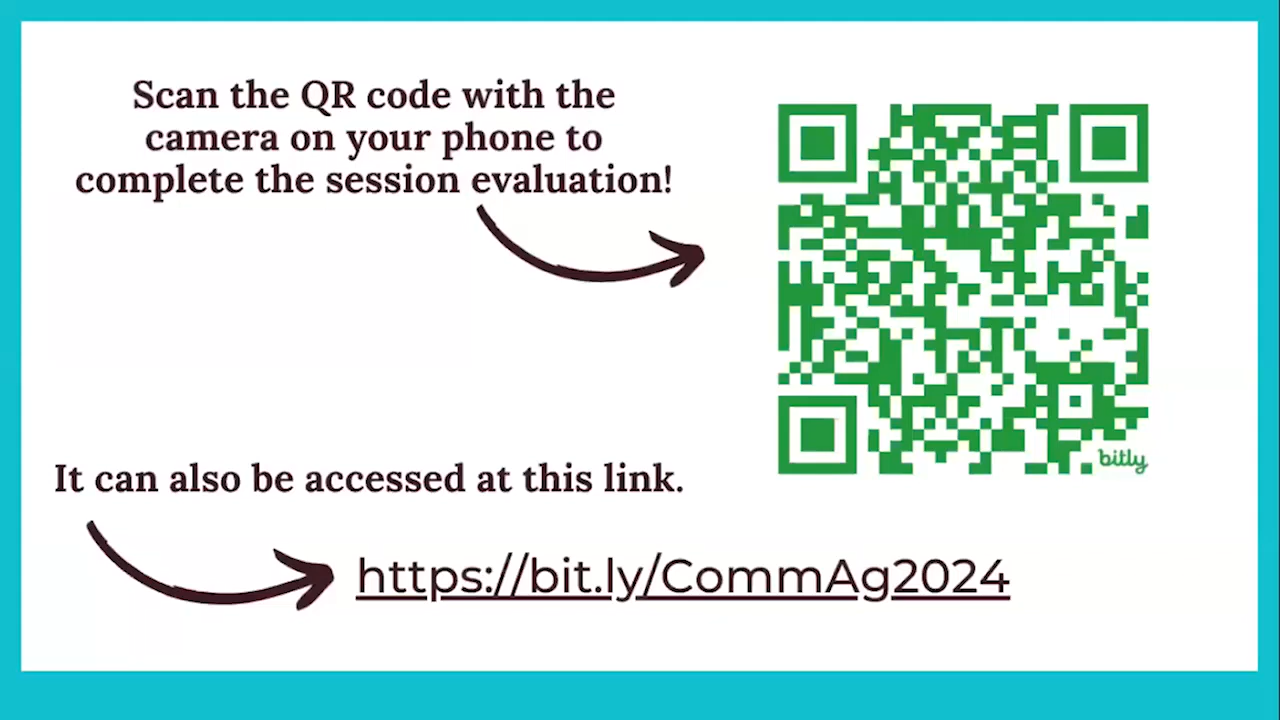 Scan the QR code with the
camera on your phone to
complete the session evaluation!
bitly
It can also be accessed at this link.
https://bit.ly/CommAg2024